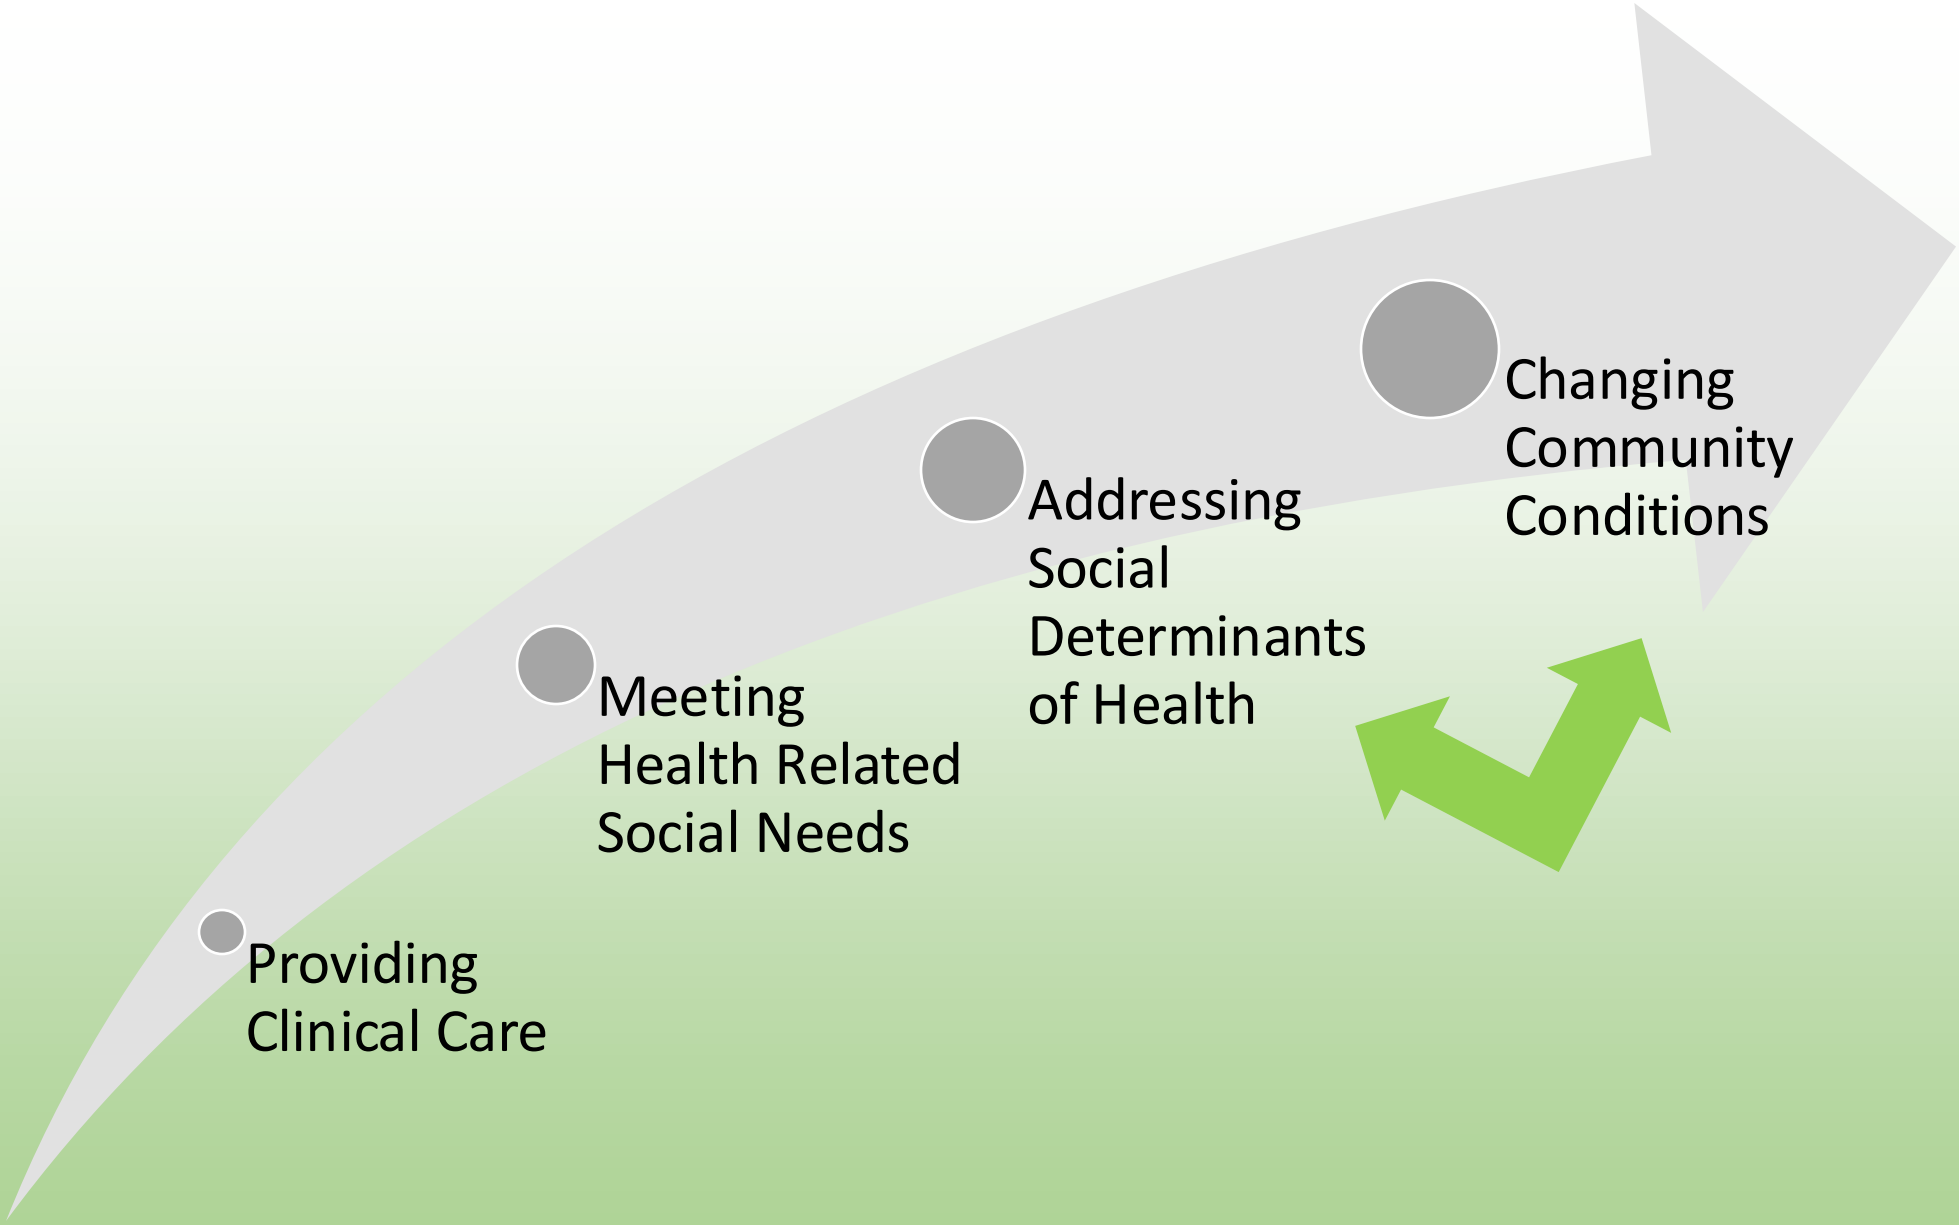 Changing
Community
Conditions
Addressing
Social
Determinants
of Health
Meeting
Health Related
Social Needs
Providing
Clinical Care